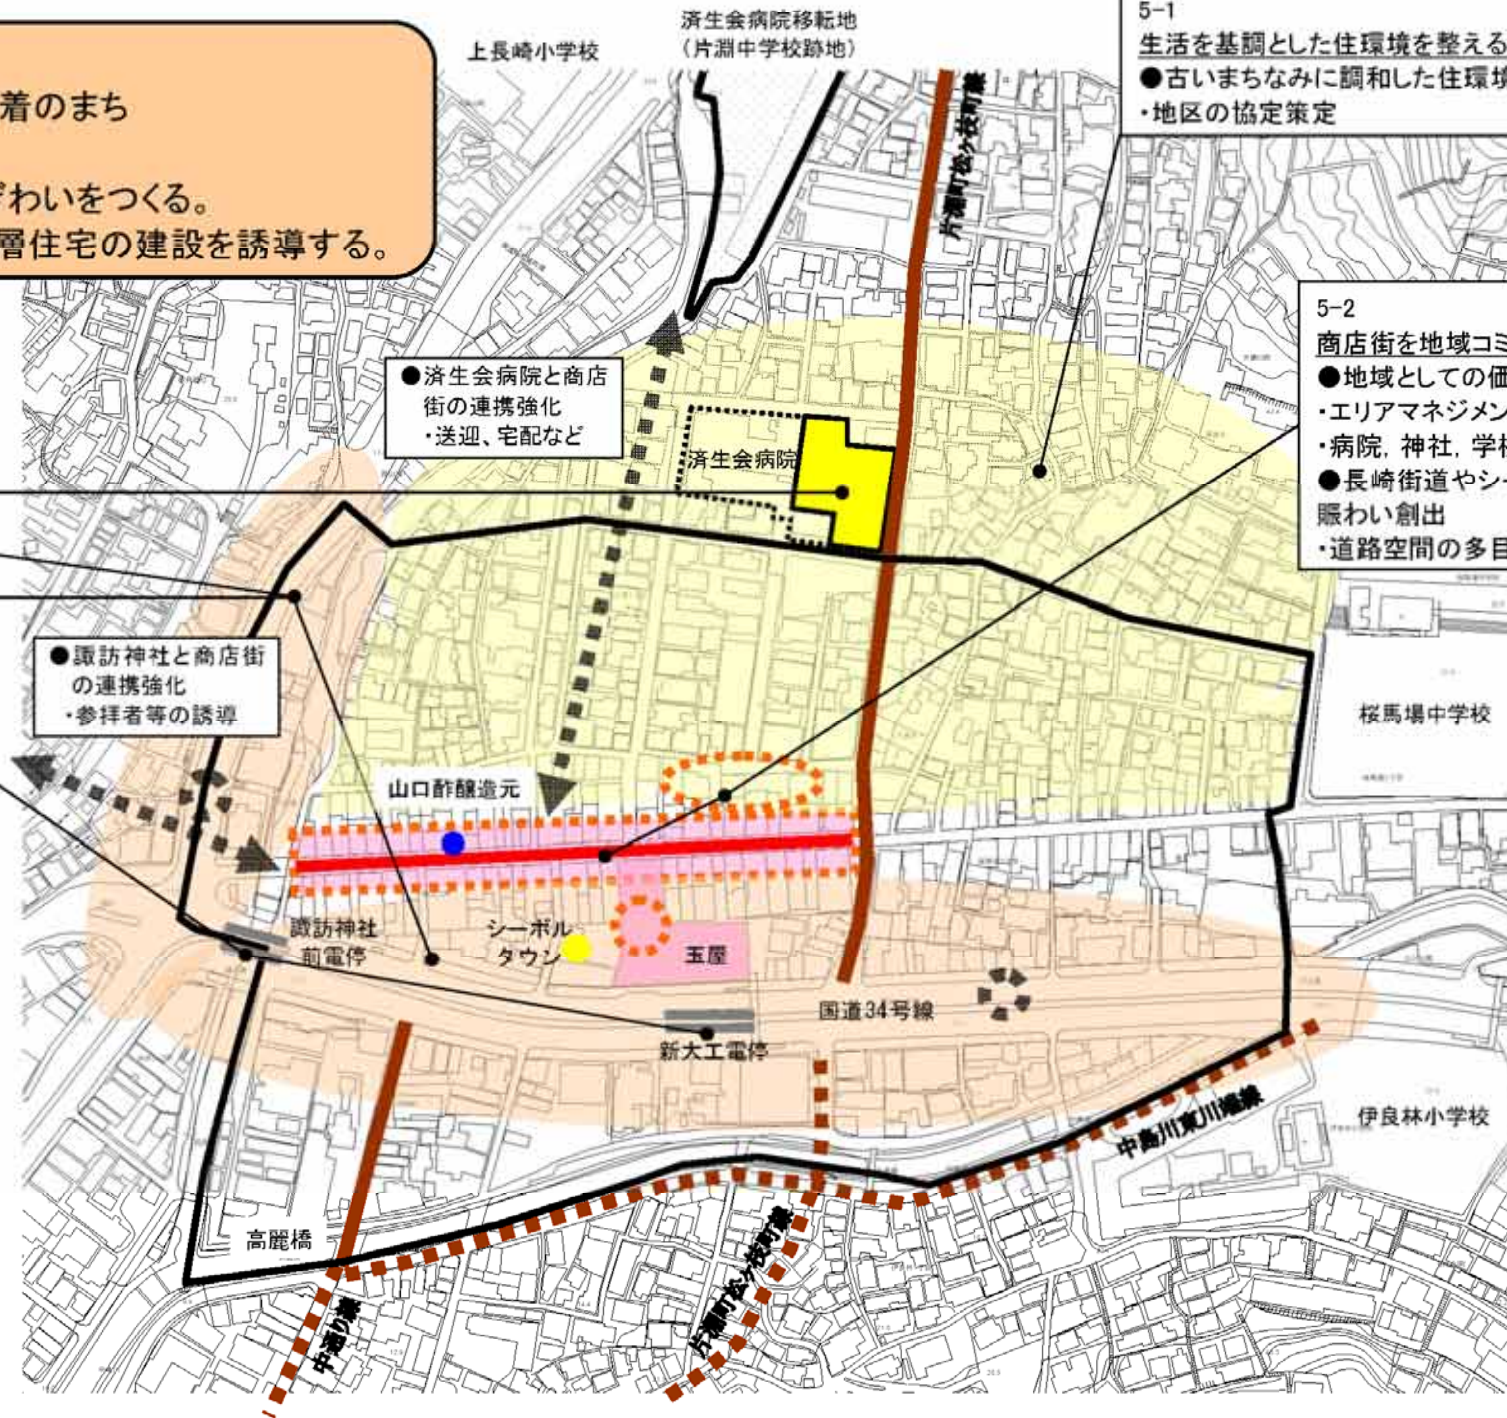 着のまち
ぎわいをつくる。
層住宅の建設を誘導する。
上長崎小学校
済生会病院移転地
（片淵中学校跡地）
5-1
生活を基調とした住環境を整える
●古いまちなみに調和した住環境
・地区の協定策定
片淵町松ヶ枝町線
5-2
商店街を地域コミ
●地域としての価
・エリアマネジメン
・病院, 神社, 学校
●長崎街道やシー
賑わい創出
・道路空間の多目
●済生会病院と商店
街の連携強化
・送迎、宅配など
済生会病院
●諏訪神社と商店街
の連携強化
・参拝者等の誘導
桜馬場中学校
山口酢醸造元
諏訪神社
前電停
シーボル
タウン
玉屋
国道34号線
新大工電停
中島川東川端線
伊良林小学校
高麗橋
中通り線
片淵町松ヶ枝町線